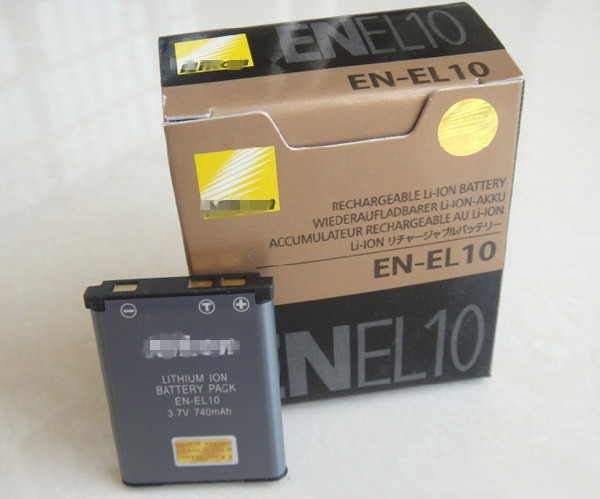 ENEL10
EN-EL10
RECHARGEABLE Li-ION BATTERY
WIEDERAUFLADBARER Li-ION-AKKU
ACCUMULATEUR RECHARGEABLE AU Li-ION
Li-ION リチャージャブルバッテリー
EN-EL10
ENEL10
T
LITHIUM ION
BATTERY PACK
EN-EL10
3.7V 740mAh